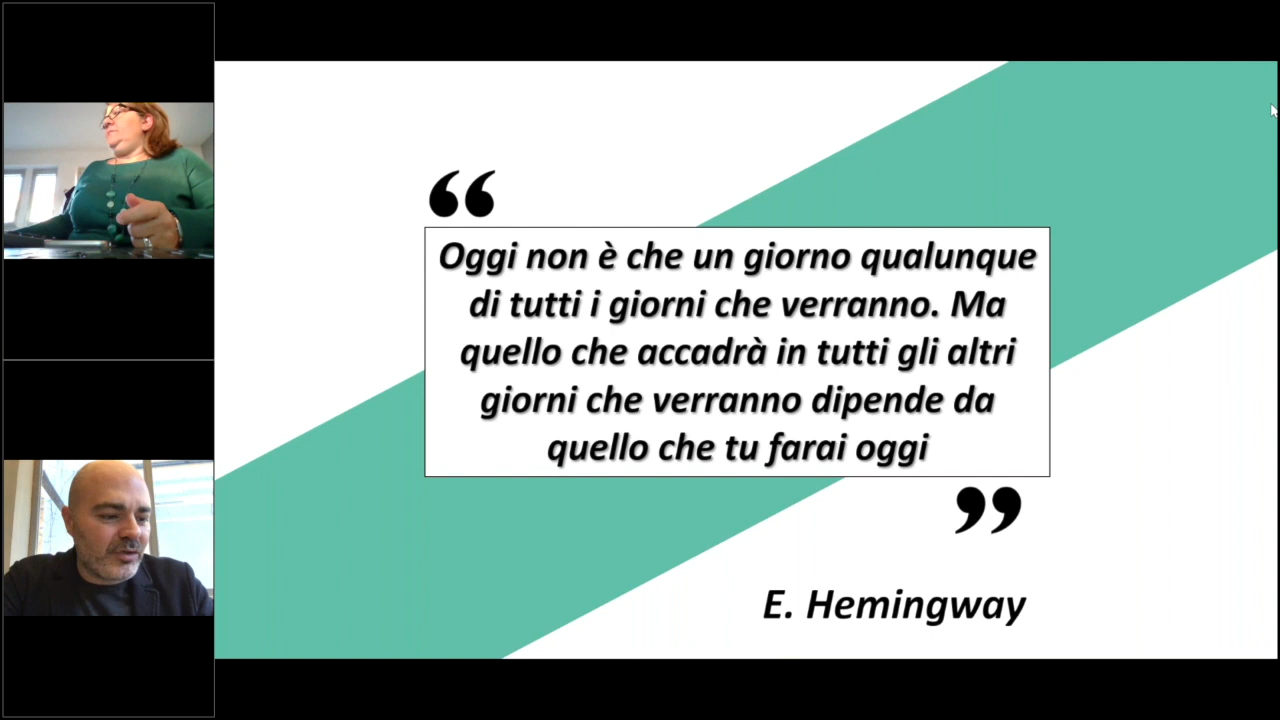 “
Oggi non è che un giorno qualunque
di tutti i giorni che verranno. Ma
quello che accadrà in tutti gli altri
giorni che verranno dipende da
quello che tu farai oggi
”
E. Hemingway